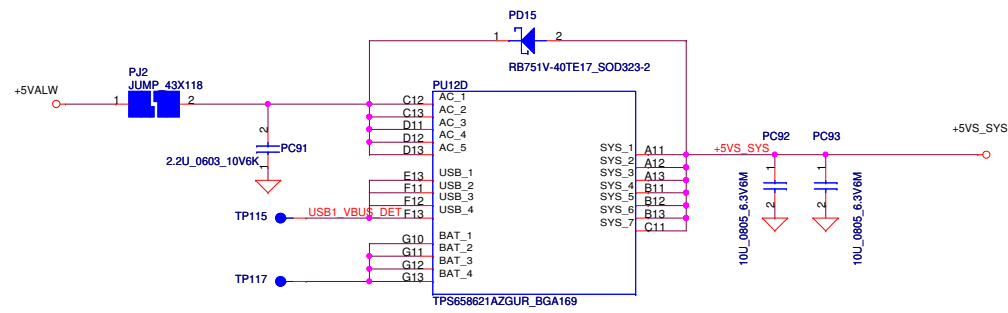 PD15
1 2
RB751V-40TE17_SOD323-2
PJ2
JUMP_43X118
+5VALW
1 2
PU12D
C12 AC_1
C13 AC_2
D11 AC_3
D12 AC_4
D13 AC_5
2
PC91
2.2U_0603_10V6K
1
E13 USB_1
F11 USB_2
F12 USB_3
F13 USB_4
TP115
USB1_VBUS_DET
G10 BAT_1
G11 BAT_2
G12 BAT_3
G13 BAT_4
TP117
SYS_1 A11
SYS_2 A12
SYS_3 A13
SYS_4 B11
SYS_5 B12
SYS_6 B13
SYS_7 C11
+5VS_SYS
PC92
1
2
10U_0805_6.3V6M
PC93
1
2
10U_0805_6.3V6M
+5VS_SYS
TPS658621AZGUR_BGA169